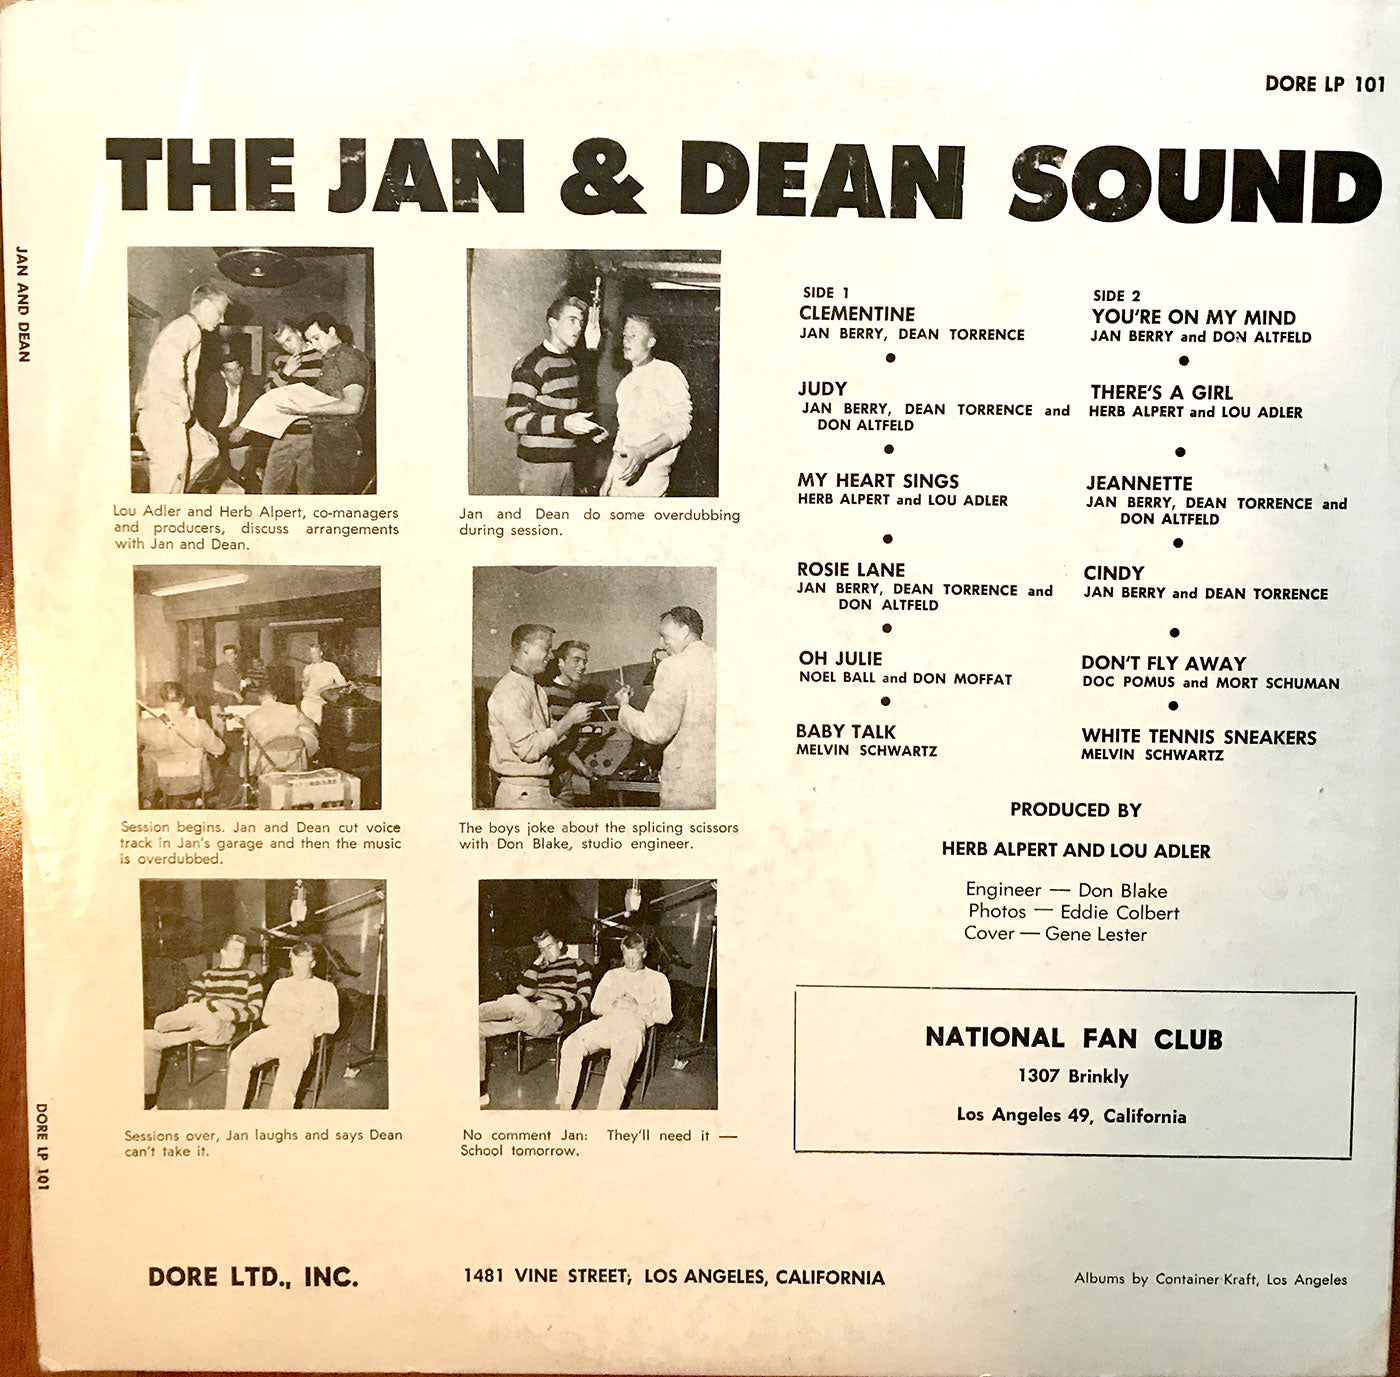 DORE LP 101
THE JAN & DEAN SOUND
JAN AND DEAN
DORE LP 101
Lou Adler and Herb Alpert, co-managers
and producers, discuss arrangements
with Jan and Dean.
Jan and Dean do some overdubbing
during session.
Session begins. Jan and Dean cut voice
track in Jan's garage and then the music
is overdubbed.
The boys joke about the splicing scissors
with Don Blake, studio engineer.
Sessions over, Jan laughs and says Dean
can't take it.
No comment Jan: They'll need it —
School tomorrow.
SIDE 1
CLEMENTINE
JAN BERRY, DEAN TORRENCE
JUDY
JAN BERRY, DEAN TORRENCE and
DON ALTFELD
MY HEART SINGS
HERB ALPERT and LOU ADLER
ROSIE LANE
JAN BERRY, DEAN TORRENCE and
DON ALTFELD
OH JULIE
NOEL BALL and DON MOFFAT
BABY TALK
MELVIN SCHWARTZ
SIDE 2
YOU'RE ON MY MIND
JAN BERRY and DON ALTFELD
THERE'S A GIRL
HERB ALPERT and LOU ADLER
JEANNETTE
JAN BERRY, DEAN TORRENCE and
DON ALTFELD
CINDY
JAN BERRY and DEAN TORRENCE
DON'T FLY AWAY
DOC POMUS and MORT SCHUMAN
WHITE TENNIS SNEAKERS
MELVIN SCHWARTZ
PRODUCED BY
HERB ALPERT AND LOU ADLER
Engineer — Don Blake
Photos — Eddie Colbert
Cover — Gene Lester
NATIONAL FAN CLUB
1307 Brinkly
Los Angeles 49, California
DORE LTD., INC.
1481 VINE STREET, LOS ANGELES, CALIFORNIA
Albums by Container-Kraft, Los Angeles